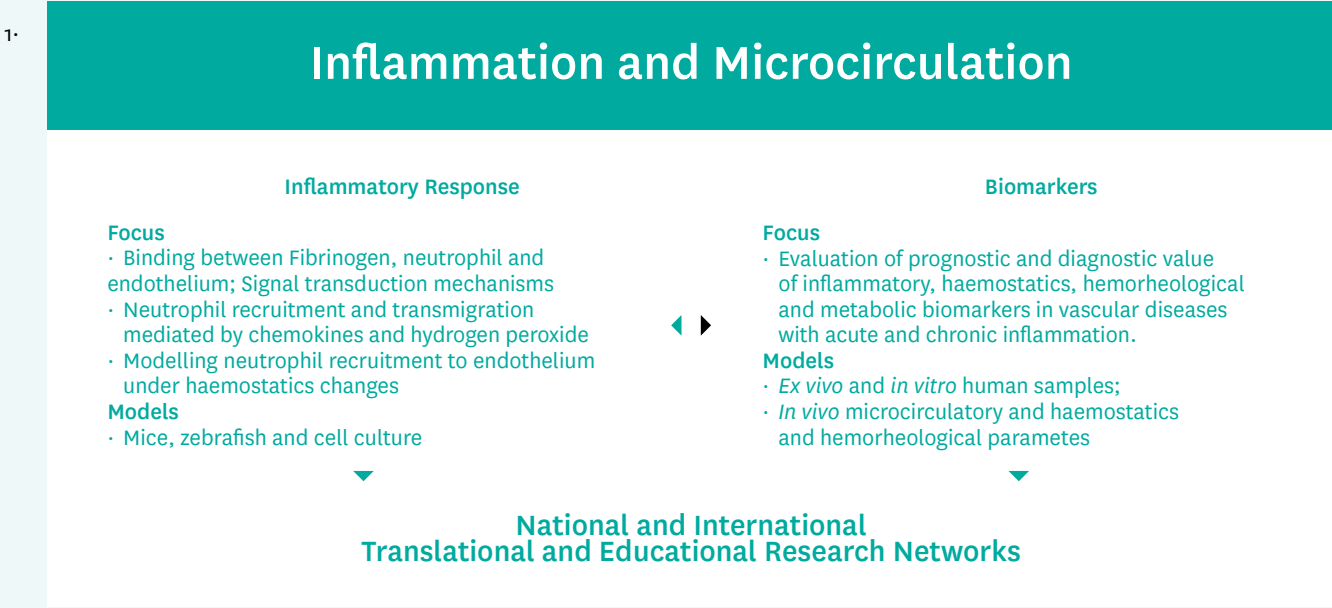 1·
Inflammation and Microcirculation
Inflammatory Response
Focus
· Binding between Fibrinogen, neutrophil and
endothelium; Signal transduction mechanisms
· Neutrophil recruitment and transmigration
mediated by chemokines and hydrogen peroxide
· Modelling neutrophil recruitment to endothelium
under haemostatics changes
Models
· Mice, zebrafish and cell culture
Biomarkers
Focus
· Evaluation of prognostic and diagnostic value
of inflammatory, haemostatics, hemorheological
and metabolic biomarkers in vascular diseases
with acute and chronic inflammation.
Models
· Ex vivo and in vitro human samples;
· In vivo microcirculatory and haemostatics
and hemorheological parametes
National and International
Translational and Educational Research Networks